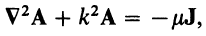 ∇²A + k²A = −μJ,